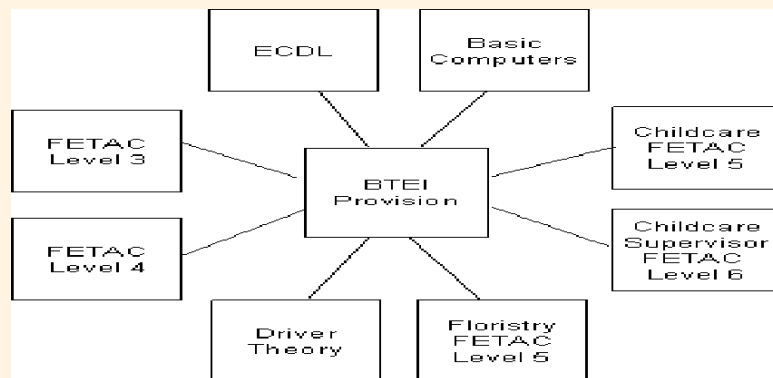 ECDL
Basic
Computers
FETAC
Level 3
Childcare
FETAC
Level 5
BTEI
Provision
FETAC
Level 4
Childcare
Supervisor
FETAC
Level 6
Driver
Theory
Floristry
FETAC
Level 5